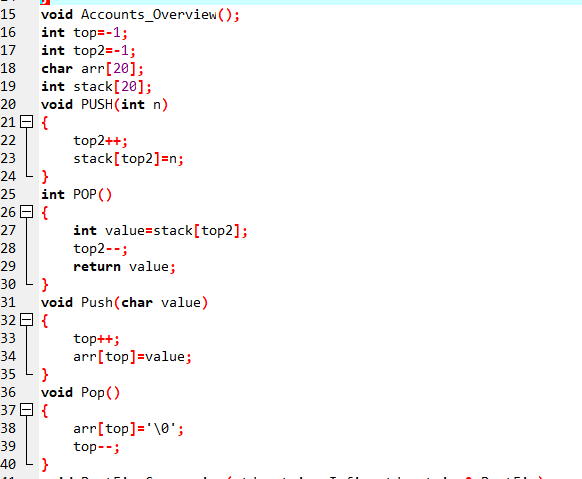 15 void Accounts_Overview();
16 int top=-1;
17 int top2=-1;
18 char arr[20];
19 int stack[20];
20 void PUSH(int n)
21 {
22 top2++;
23 stack[top2]=n;
24 }
25 int POP()
26 {
27 int value=stack[top2];
28 top2--;
29 return value;
30 }
31 void Push(char value)
32 {
33 top++;
34 arr[top]=value;
35 }
36 void Pop()
37 {
38 arr[top]='\0';
39 top--;
40 }